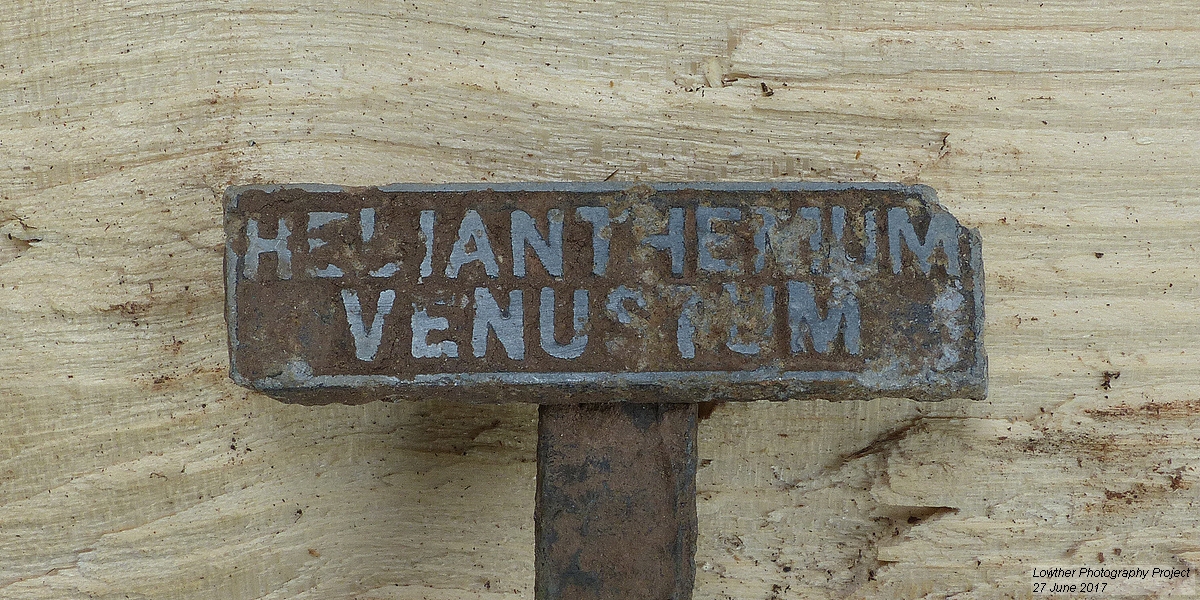 HELIANTHEMUM
VENUSTUM
Lowther Photography Project
27 June 2017